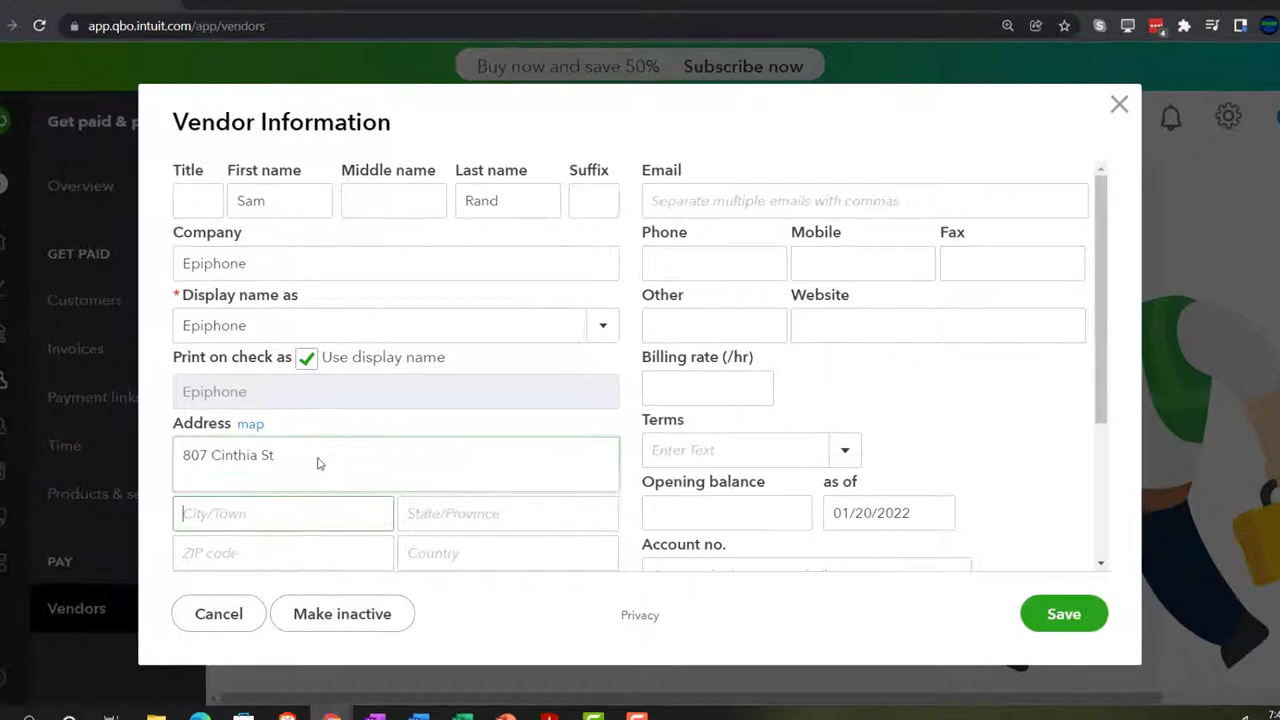 app.qbo.intuit.com/app/vendors
Buy now and save 50% Subscribe now
Get paid & p
Overview
GET PAID
Customers
Invoices
Payment links
Time
Products & se
PAY
Vendors
Vendor Information
Title First name Middle name Last name Suffix
Sam Rand
Company
Epiphone
* Display name as
Epiphone
Print on check as Use display name
Epiphone
Address map
807 Cinthia St
City/Town State/Province
ZIP code Country
Email
Separate multiple emails with commas
Phone Mobile Fax
Other Website
Billing rate (/hr)
Terms
Enter Text
Opening balance as of
01/20/2022
Account no.
Cancel Make inactive Privacy Save